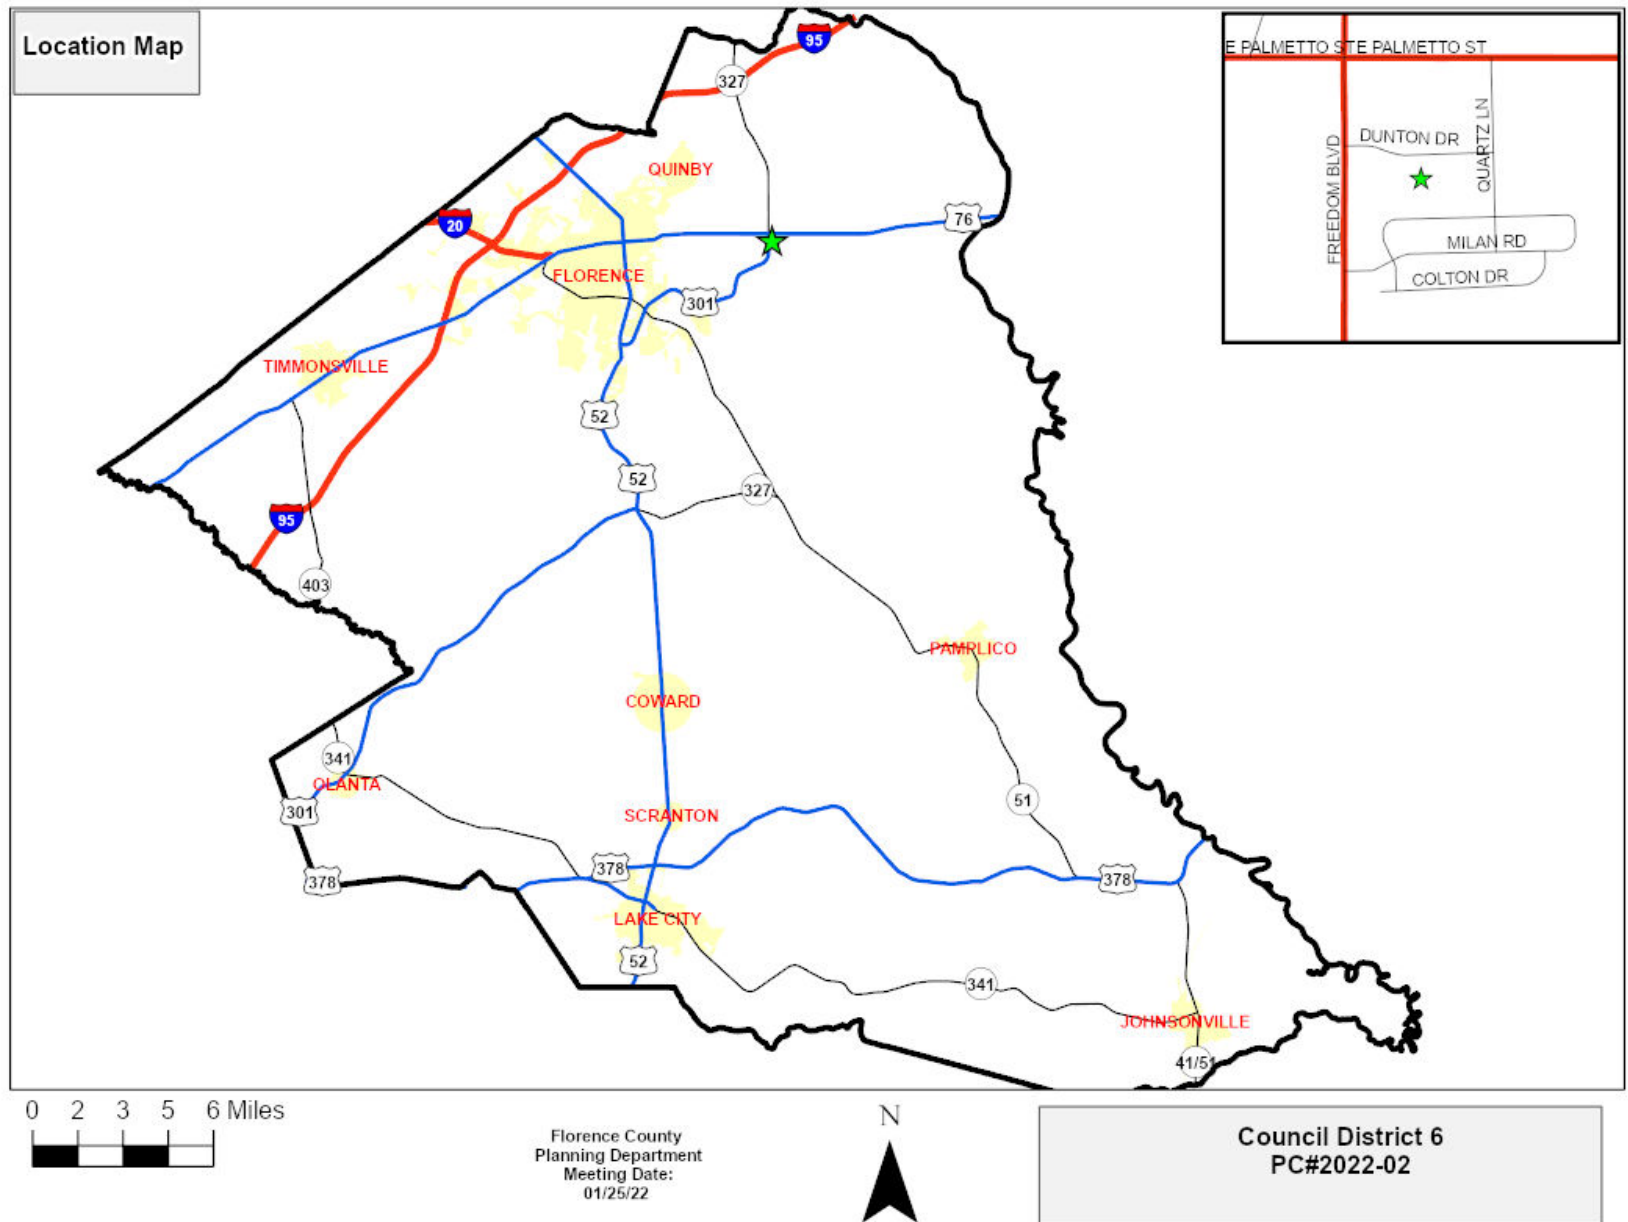 Location Map
95
327
E PALMETTO STE PALMETTO ST
QUARTZ LN
DUNTON DR
FREEDOM BLVD
MILAN RD
COLTON DR
QUINBY
20
76
FLORENCE
301
TIMMONSVILLE
52
52
327
95
403
PAMPLICO
COWARD
341
OLANTA
301
51
SCRANTON
378
378
378
LAKE CITY
52
341
JOHNSONVILLE
41/51
0 2 3 5 6 Miles
N
Florence County
Planning Department
Meeting Date:
01/25/22
Council District 6
PC#2022-02